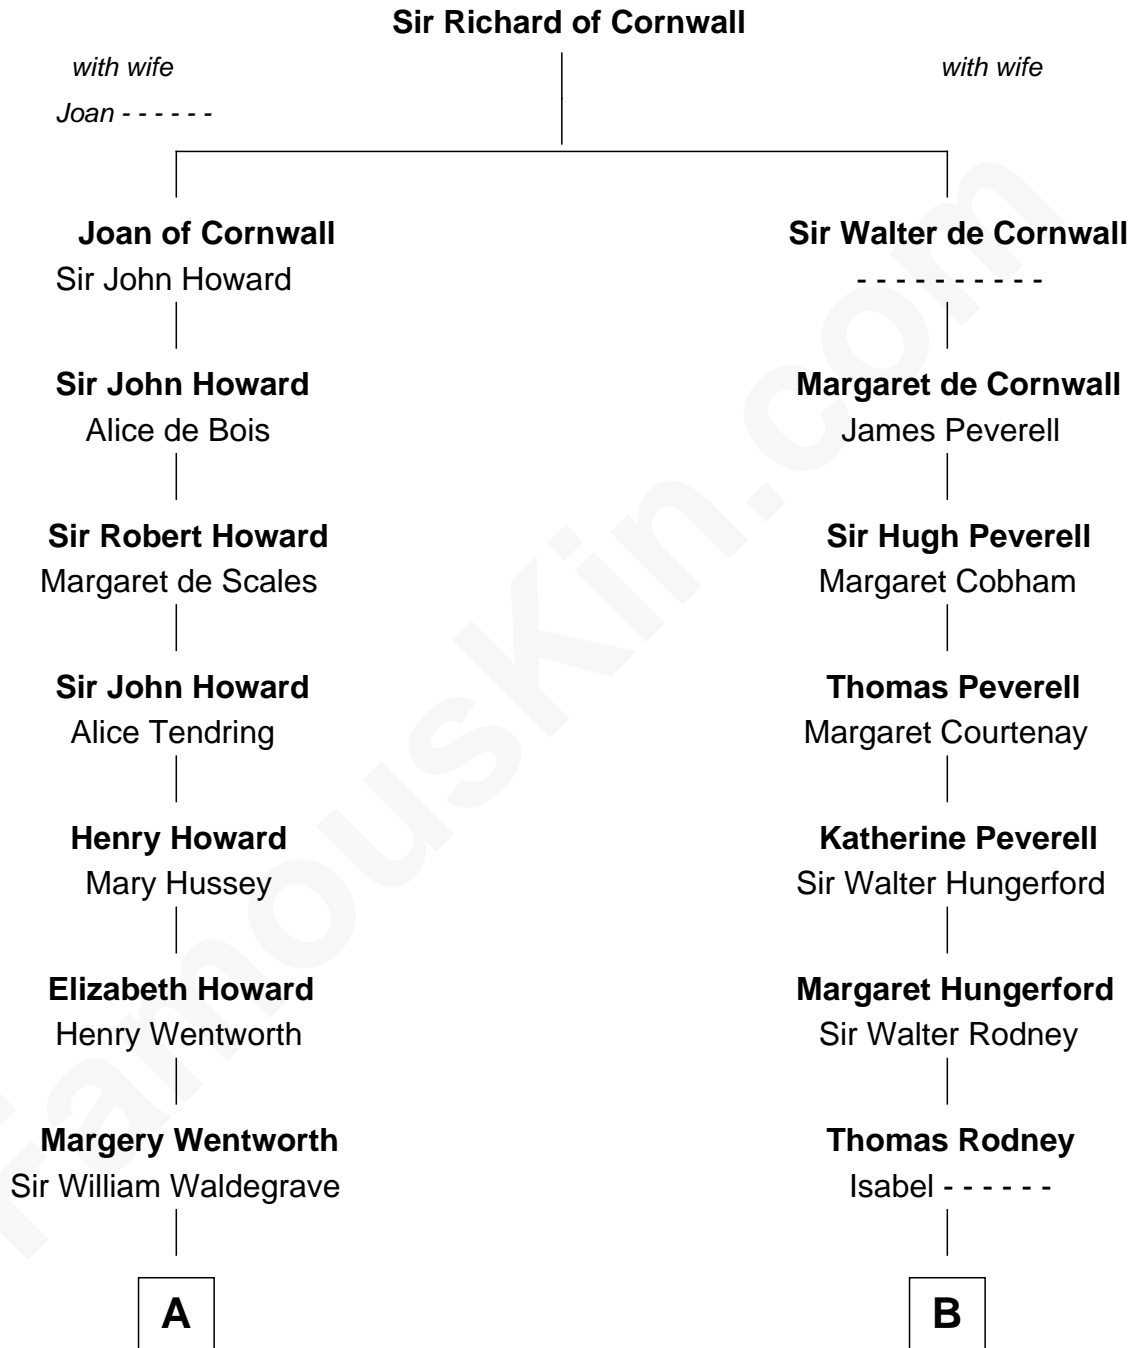 Sir Richard of Cornwall
with wife
with wife
Joan - - - - - -
Joan of Cornwall
Sir Walter de Cornwall
Sir John Howard
- - - - - - - - - -
Sir John Howard
Margaret de Cornwall
Alice de Bois
James Peverell
Sir Robert Howard
Sir Hugh Peverell
Margaret de Scales
Margaret Cobham
Sir John Howard
Thomas Peverell
Alice Tendring
Margaret Courtenay
Henry Howard
Katherine Peverell
Mary Hussey
Sir Walter Hungerford
Elizabeth Howard
Margaret Hungerford
Henry Wentworth
Sir Walter Rodney
Margery Wentworth
Thomas Rodney
Sir William Waldegrave
Isabel - - - - - -
A
B
FamousKin.com